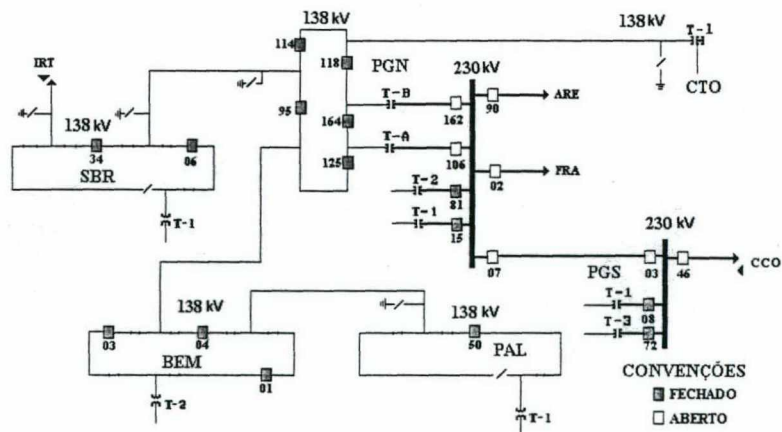 138 kV
138 kV
T-1
114
118
PGN
230 kV
CTO
IRT
T-B
90
ARE
95
164
162
138 kV
T-A
125
106
FRA
34
06
02
SBR
T-2
81
T-1
T-1
15
230 kV
07
03
46
CCO
PGS
T-1
08
138 kV
138 kV
T-3
72
03
04
50
BEM
PAL
01
CONVENÇÕES
FECHADO
ABERTO
T-2
T-1